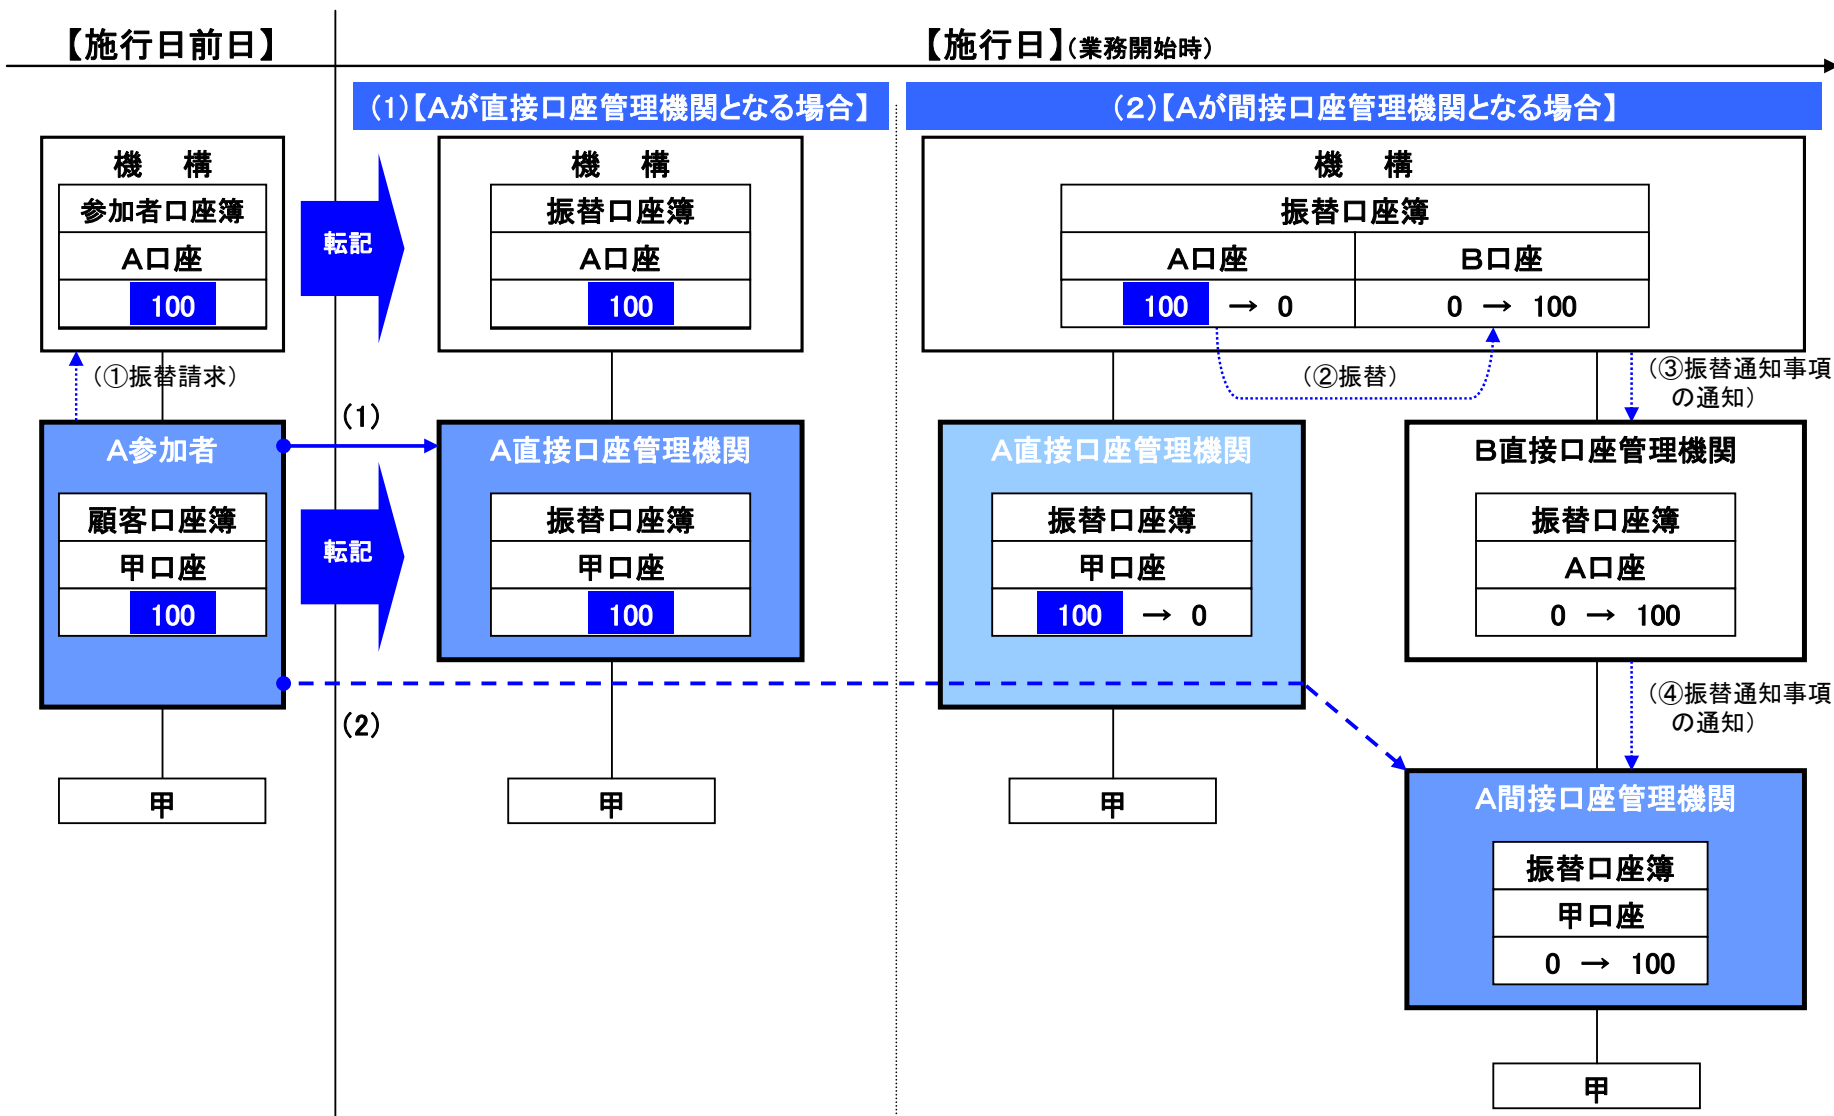 【施行日前日】
【施行日】(業務開始時)
(1)【Aが直接口座管理機関となる場合】
(2)【Aが間接口座管理機関となる場合】
機 構
参加者口座簿
A口座
100
(①振替請求)
A参加者
顧客口座簿
甲口座
100
甲
転記
(1)
転記
(2)
機 構
振替口座簿
A口座
100
A直接口座管理機関
振替口座簿
甲口座
100
甲
機 構
振替口座簿
A口座 B口座
100 → 0 0 → 100
(②振替)
(③振替通知事項
の通知)
A直接口座管理機関
振替口座簿
甲口座
100 → 0
甲
B直接口座管理機関
振替口座簿
A口座
0 → 100
(④振替通知事項
の通知)
A間接口座管理機関
振替口座簿
甲口座
0 → 100
甲